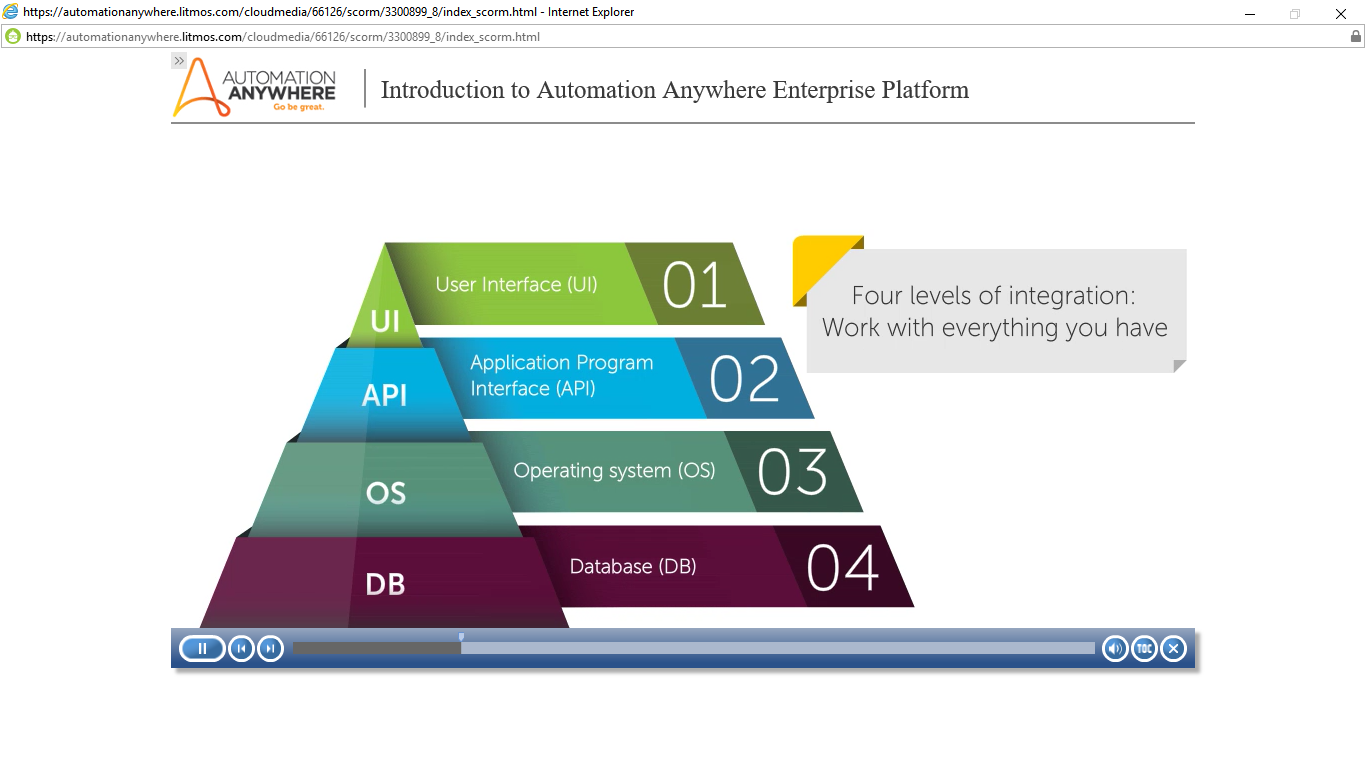 https://automationanywhere.litmos.com/cloudmedia/66126/scorm/3300899_8/index_scorm.html - Internet Explorer
https://automationanywhere.litmos.com/cloudmedia/66126/scorm/3300899_8/index_scorm.html
AUTOMATION
ANYWHERE
Go be great.
Introduction to Automation Anywhere Enterprise Platform
UI
User Interface (UI)
01
Four levels of integration:
Work with everything you have
API
Application Program
Interface (API)
02
OS
Operating system (OS)
03
DB
Database (DB)
04
TOC